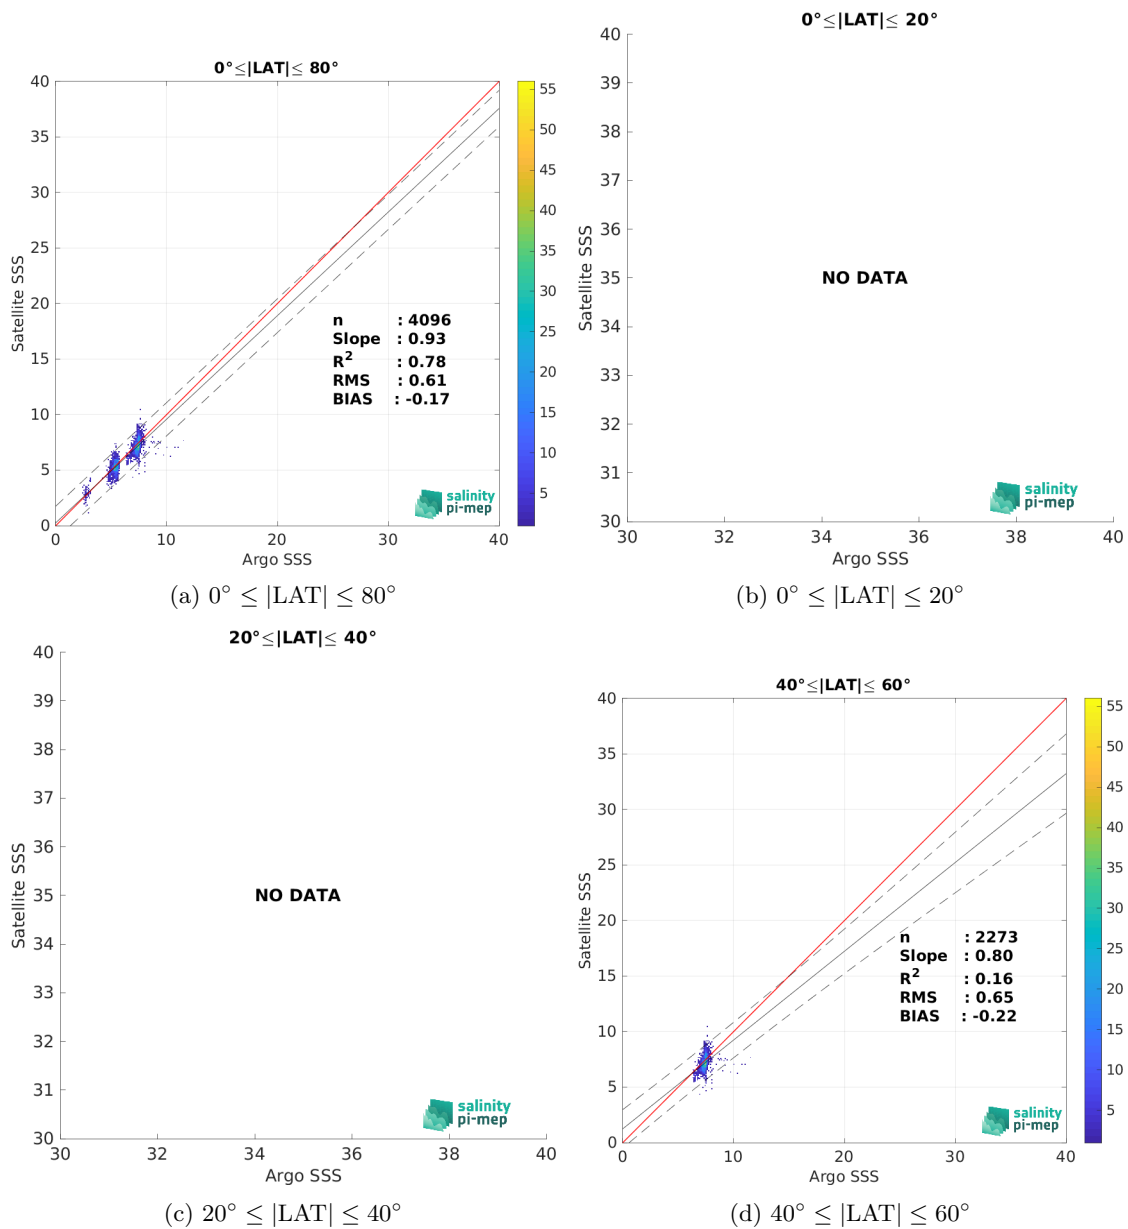 0°≤|LAT|≤ 80°
40
35
30
25
20
15
10
5
0
0
10
20
30
40
Satellite SSS
Argo SSS
n : 4096
Slope : 0.93
R2 : 0.78
RMS : 0.61
BIAS : -0.17
salinity
pi-mep
55
50
45
40
35
30
25
20
15
10
5
(a) 0° ≤ |LAT| ≤ 80°
0°≤|LAT|≤ 20°
40
39
38
37
36
35
34
33
32
31
30
30
32
34
36
38
40
Satellite SSS
Argo SSS
NO DATA
salinity
pi-mep
(b) 0° ≤ |LAT| ≤ 20°
20°≤|LAT|≤ 40°
40
39
38
37
36
35
34
33
32
31
30
30
32
34
36
38
40
Satellite SSS
Argo SSS
NO DATA
salinity
pi-mep
(c) 20° ≤ |LAT| ≤ 40°
40°≤|LAT|≤ 60°
40
35
30
25
20
15
10
5
0
0
10
20
30
40
Satellite SSS
Argo SSS
n : 2273
Slope : 0.80
R2 : 0.16
RMS : 0.65
BIAS : -0.22
salinity
pi-mep
55
50
45
40
35
30
25
20
15
10
5
(d) 40° ≤ |LAT| ≤ 60°